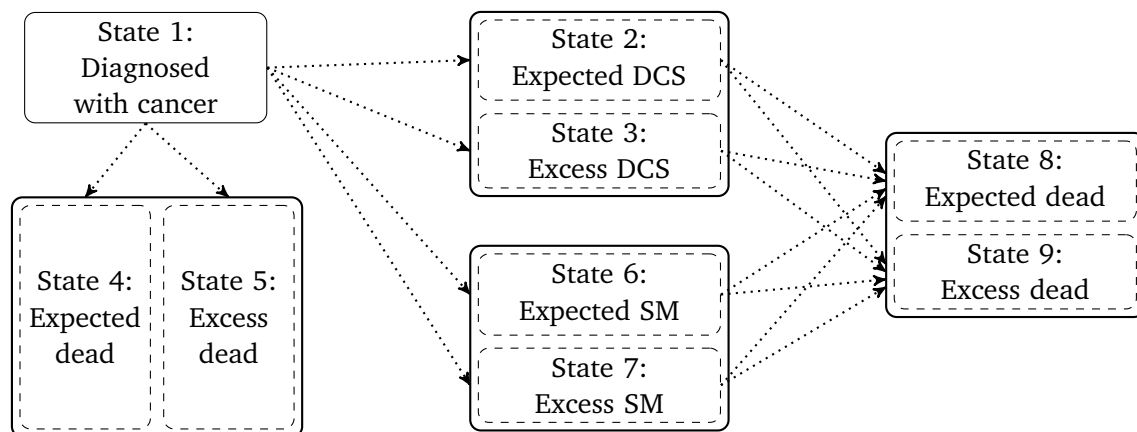 State 1:
Diagnosed
with cancer
State 2:
Expected DCS
State 3:
Excess DCS
State 4:
Expected
dead
State 5:
Excess
dead
State 6:
Expected SM
State 7:
Excess SM
State 8:
Expected dead
State 9:
Excess dead